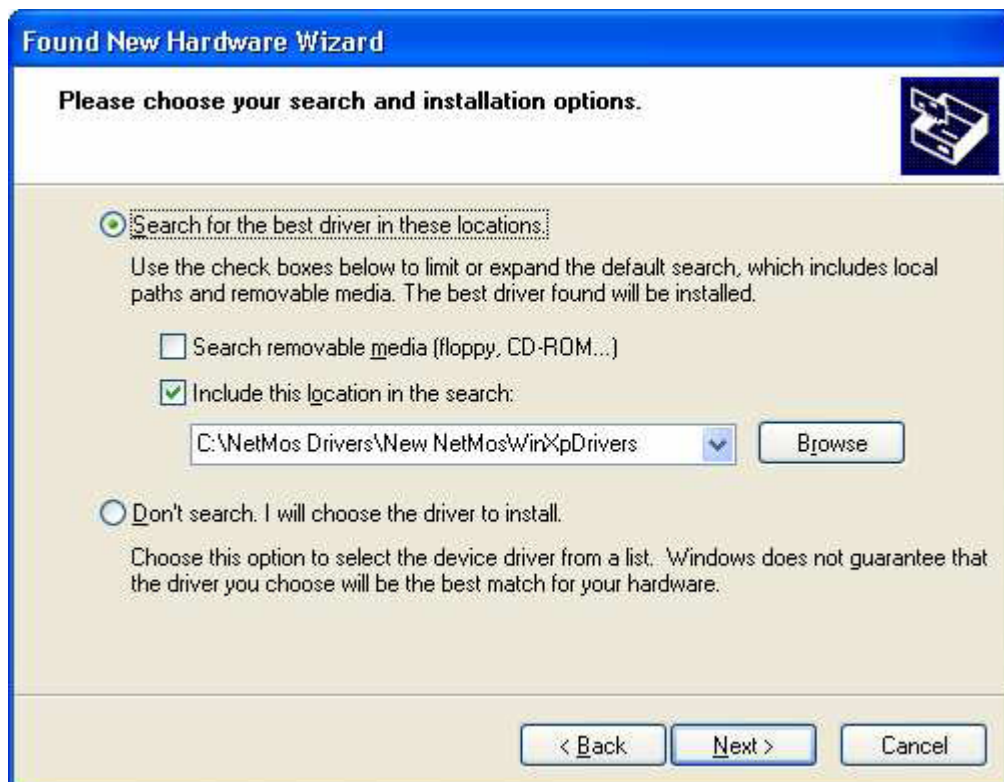 Found New Hardware Wizard
Please choose your search and installation options.
Search for the best driver in these locations.
Use the check boxes below to limit or expand the default search, which includes local
paths and removable media. The best driver found will be installed.
Search removable media (floppy, CD-ROM...)
Include this location in the search:
C:\NetMos Drivers\New NetMosWinXpDrivers
Browse
Don't search. I will choose the driver to install.
Choose this option to select the device driver from a list. Windows does not guarantee that
the driver you choose will be the best match for your hardware.
< Back Next > Cancel